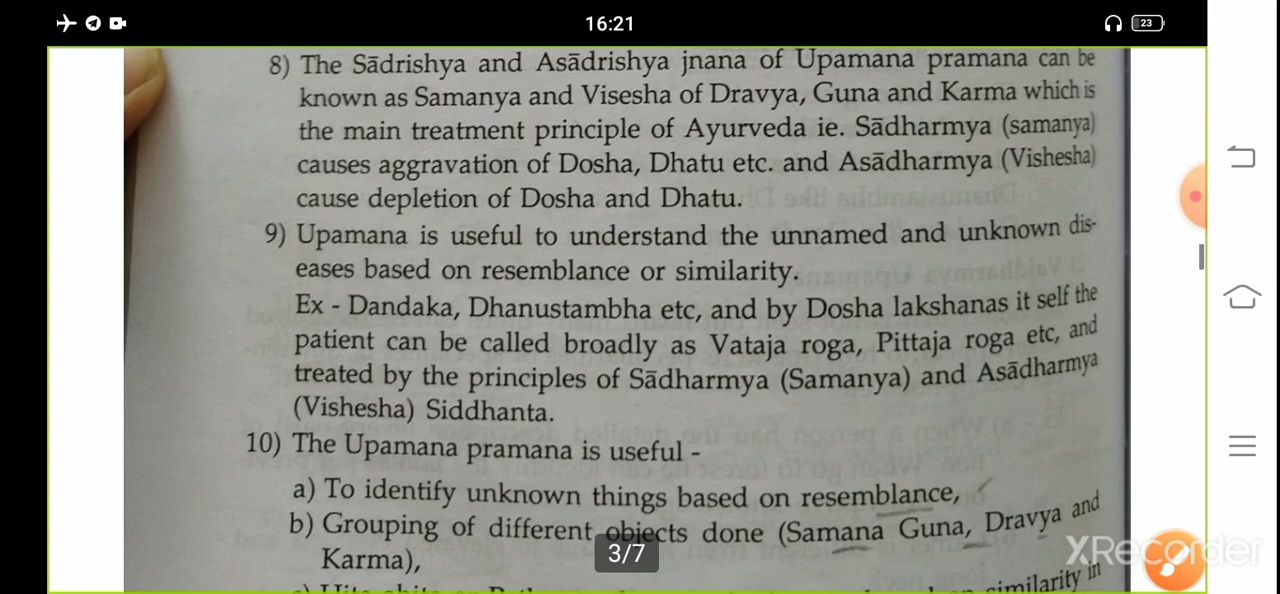 16:21
23
8) The Sādrishya and Asādrishya jnana of Upamana pramana can be
known as Samanya and Visesha of Dravya, Guna and Karma which is
the main treatment principle of Ayurveda ie. Sādharmya (samanya)
causes aggravation of Dosha, Dhatu etc. and Asādharmya (Vishesha)
cause depletion of Dosha and Dhatu.
9) Upamana is useful to understand the unnamed and unknown dis-
eases based on resemblance or similarity.
Ex - Dandaka, Dhanustambha etc, and by Dosha lakshanas it self the
patient can be called broadly as Vataja roga, Pittaja roga etc, and
treated by the principles of Sādharmya (Samanya) and Asādharmya
(Vishesha) Siddhanta.
10) The Upamana pramana is useful -
a) To identify unknown things based on resemblance,
b) Grouping of different objects done (Samana Guna, Dravya and
Karma),
similarity in
3/7
XRecorder